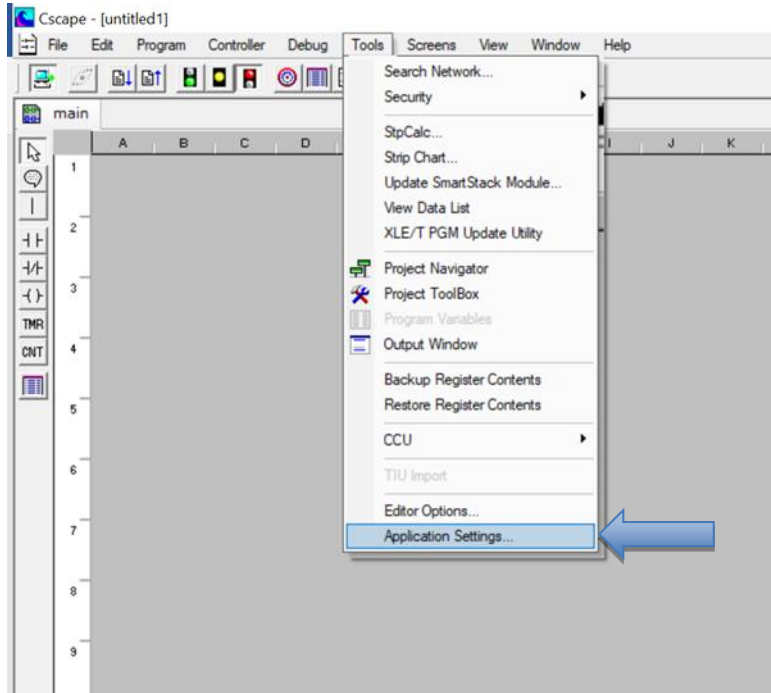 Cscape - [untitled1]
File Edit Program Controller Debug Tools Screens View Window Help
main
A B C D I J K
1
2
3
4
5
6
7
8
9
TMR
CNT
Search Network...
Security
StpCalc...
Strip Chart...
Update SmartStack Module...
View Data List
XLE/T PGM Update Utility
Project Navigator
Project ToolBox
Program Variables
Output Window
Backup Register Contents
Restore Register Contents
CCU
TIU Import
Editor Options...
Application Settings...